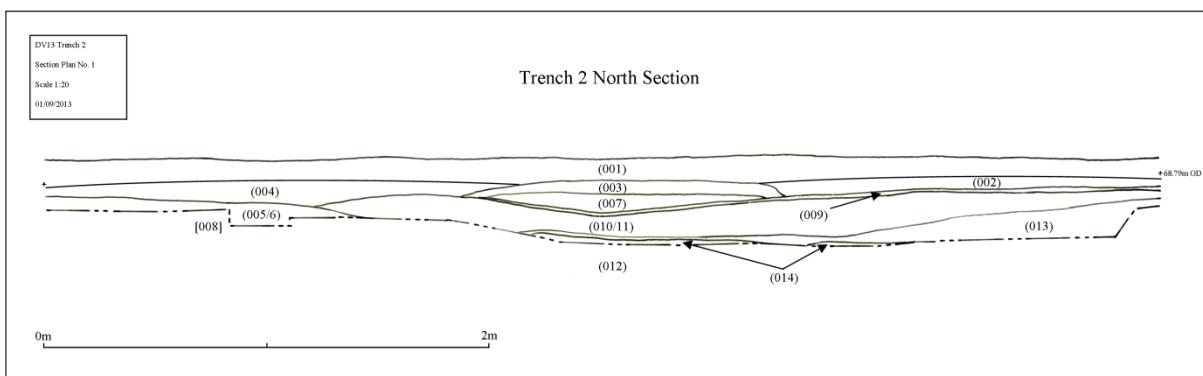 DV13 Trench 2
Section Plan No. 1
Scale 1:20
01/09/2013
Trench 2 North Section
(001)
68.79m OD
(002)
(003)
(004)
(007)
(009)
(005/6)
[008]
(010/11)
(013)
(012)
(014)
0m
2m